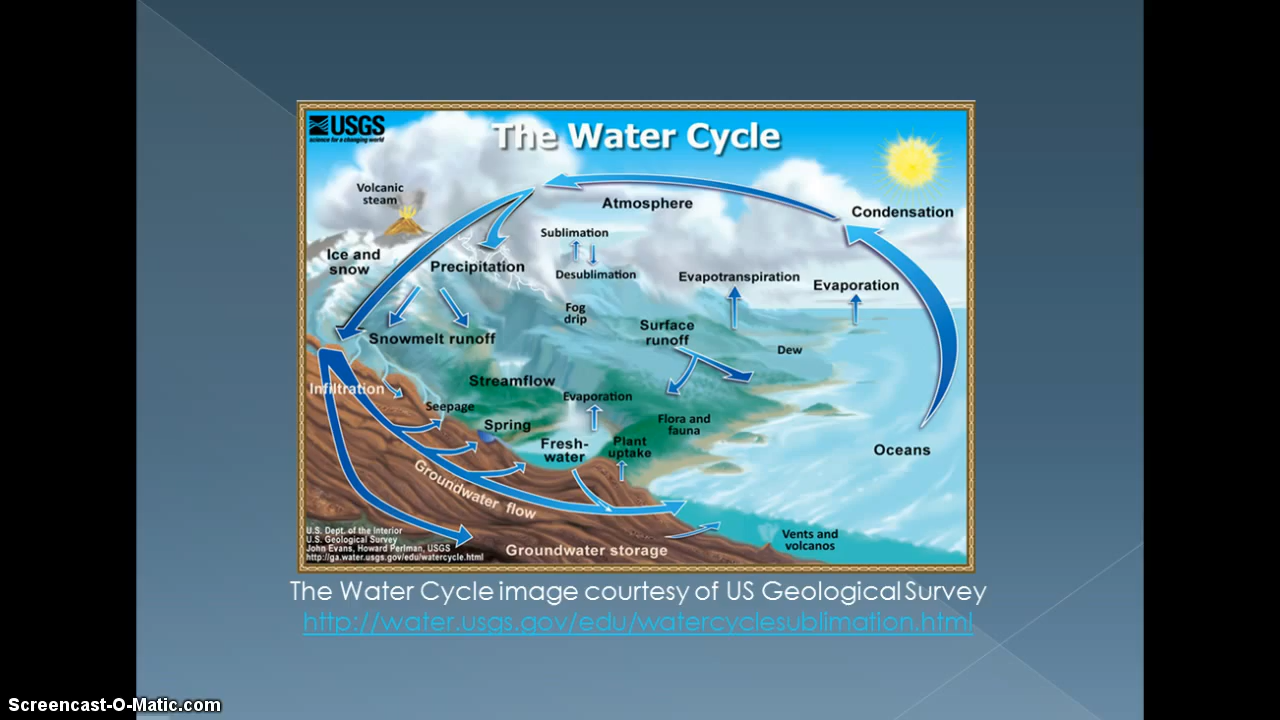 USGS
science for a changing world
The Water Cycle
Volcanic
steam
Atmosphere
Condensation
Sublimation
Ice and
snow
Precipitation
Desublimation
Evapotranspiration
Evaporation
Fog
drip
Surface
runoff
Snowmelt runoff
Dew
Infiltration
Streamflow
Evaporation
Seepage
Flora and
fauna
Spring
Fresh-
water
Plant
uptake
Oceans
Groundwater flow
Vents and
volcanos
Groundwater storage
U.S. Dept. of the Interior
U.S. Geological Survey
John Evans, Howard Perlman, USGS
http://ga.water.usgs.gov/edu/watercycle.html
The Water Cycle image courtesy of US Geological Survey
http://water.usgs.gov/edu/watercyclesublimation.html
Screencast-O-Matic.com